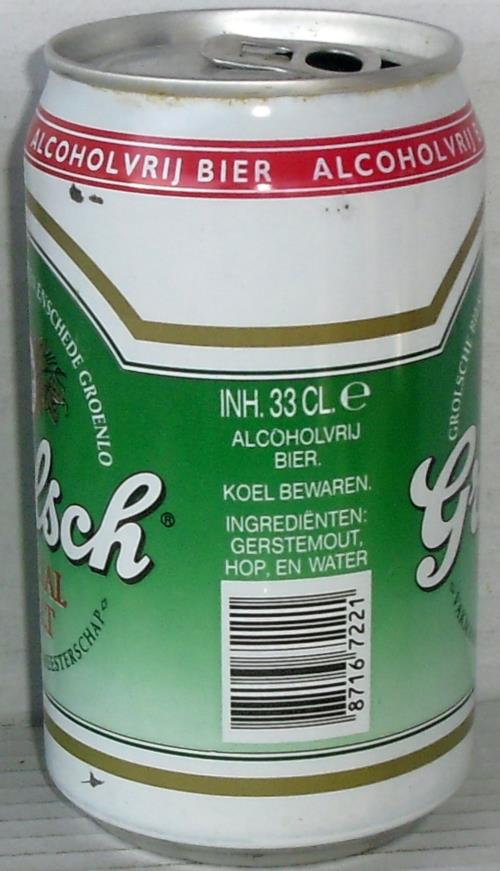 ALCOHOLVRIJ BIER ALCOHOLVRIJ
ENSCHEDE GROENLO
lsch®
MEESTERSCHAP
INH. 33 CL. ℮
ALCOHOLVRIJ
BIER.
KOEL BEWAREN.
INGREDIËNTEN:
GERSTEMOUT,
HOP, EN WATER
8716 7221
GROLSCHE
Gr